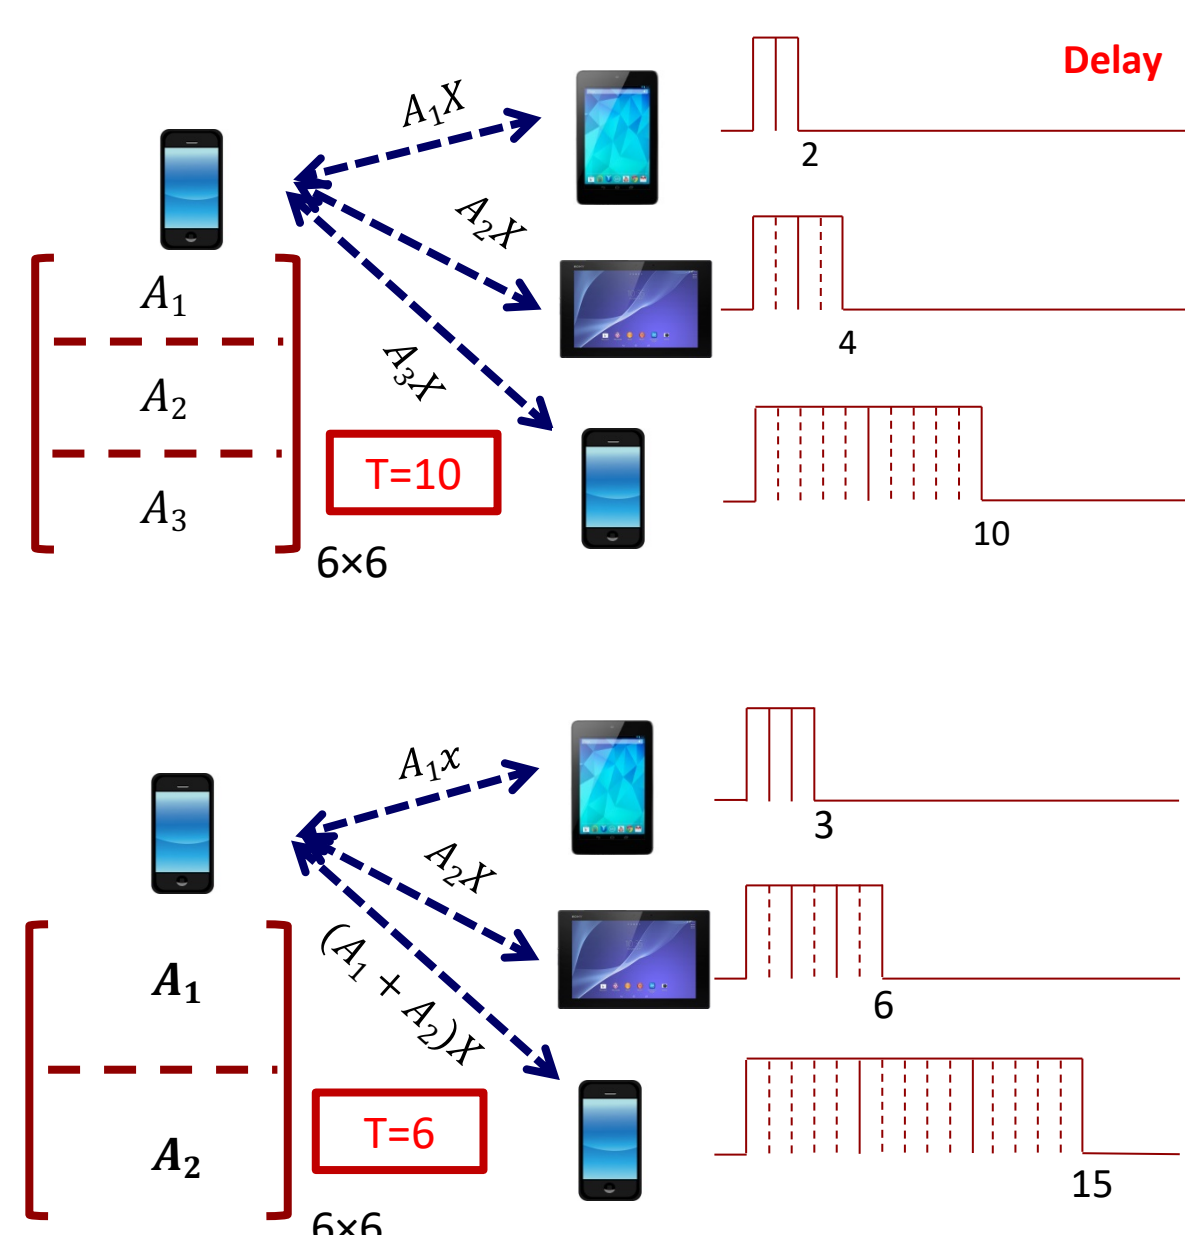 Delay
A₁X
2
A₂X
4
A₃X
10
A₁
A₂
A₃
T=10
6×6
A₁x
3
A₂X
6
(A₁ + A₂)X
15
A₁
A₂
T=6
6×6